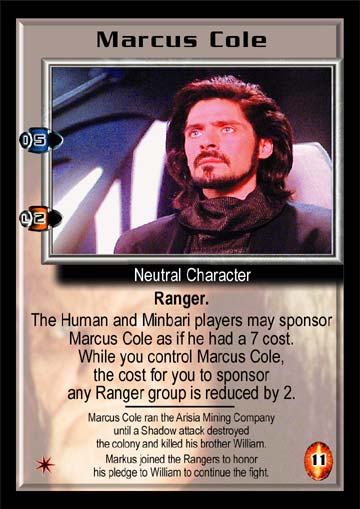 Marcus Cole
05
02
Neutral Character
Ranger.
The Human and Minbari players may sponsor
Marcus Cole as if he had a 7 cost.
While you control Marcus Cole,
the cost for you to sponsor
any Ranger group is reduced by 2.
Marcus Cole ran the Arisia Mining Company
until a Shadow attack destroyed
the colony and killed his brother William.
Markus joined the Rangers to honor
his pledge to William to continue the fight.
11